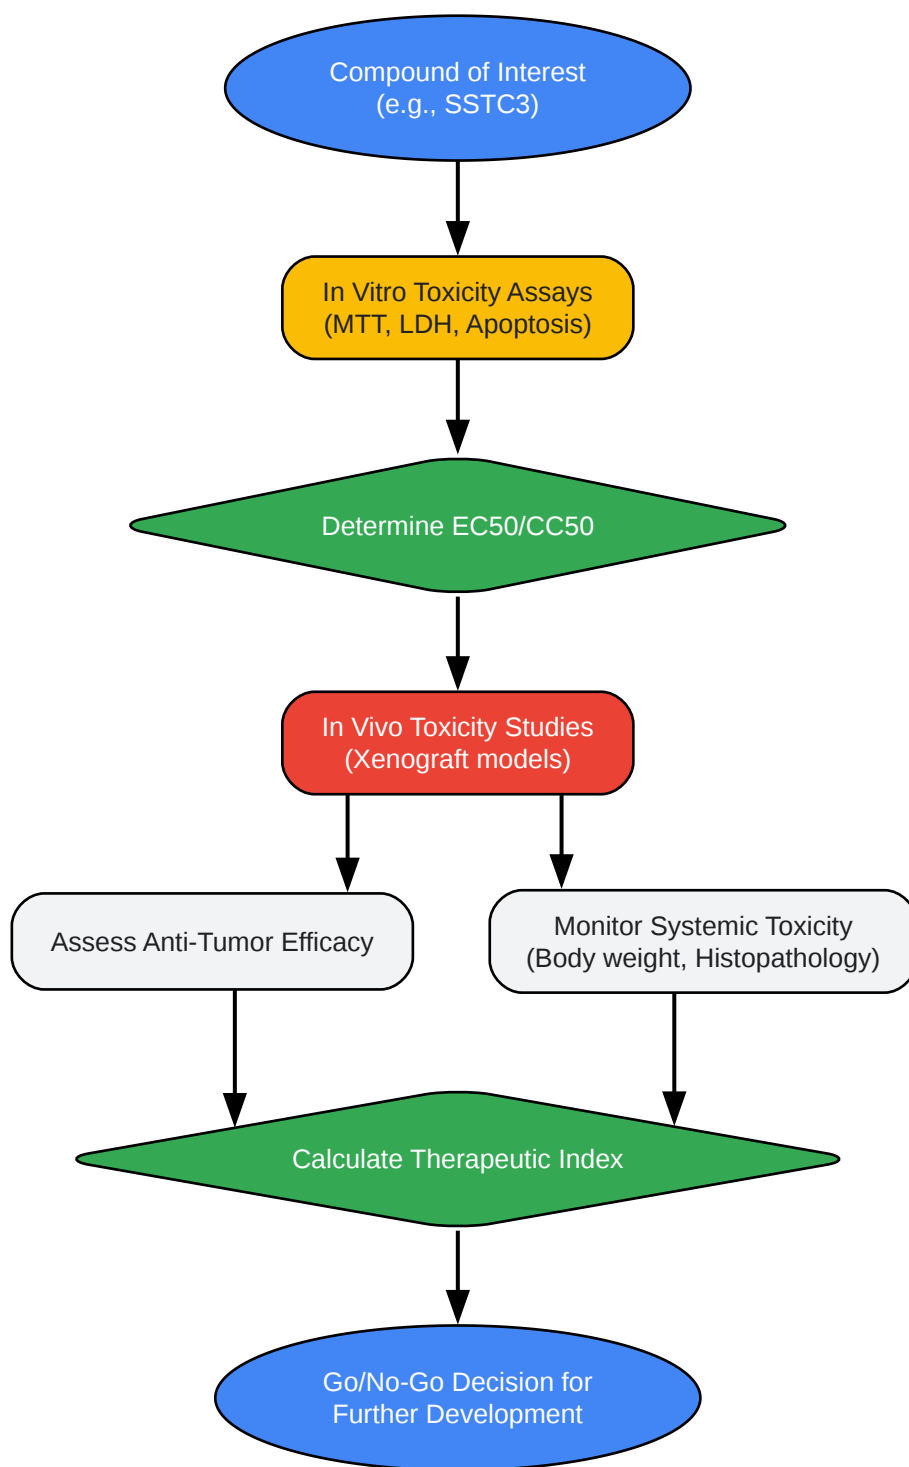 Compound of Interest
(e.g., SSTC3)
In Vitro Toxicity Assays
(MTT, LDH, Apoptosis)
Determine EC50/CC50
In Vivo Toxicity Studies
(Xenograft models)
Assess Anti-Tumor Efficacy
Monitor Systemic Toxicity
(Body weight, Histopathology)
Calculate Therapeutic Index
Go/No-Go Decision for
Further Development